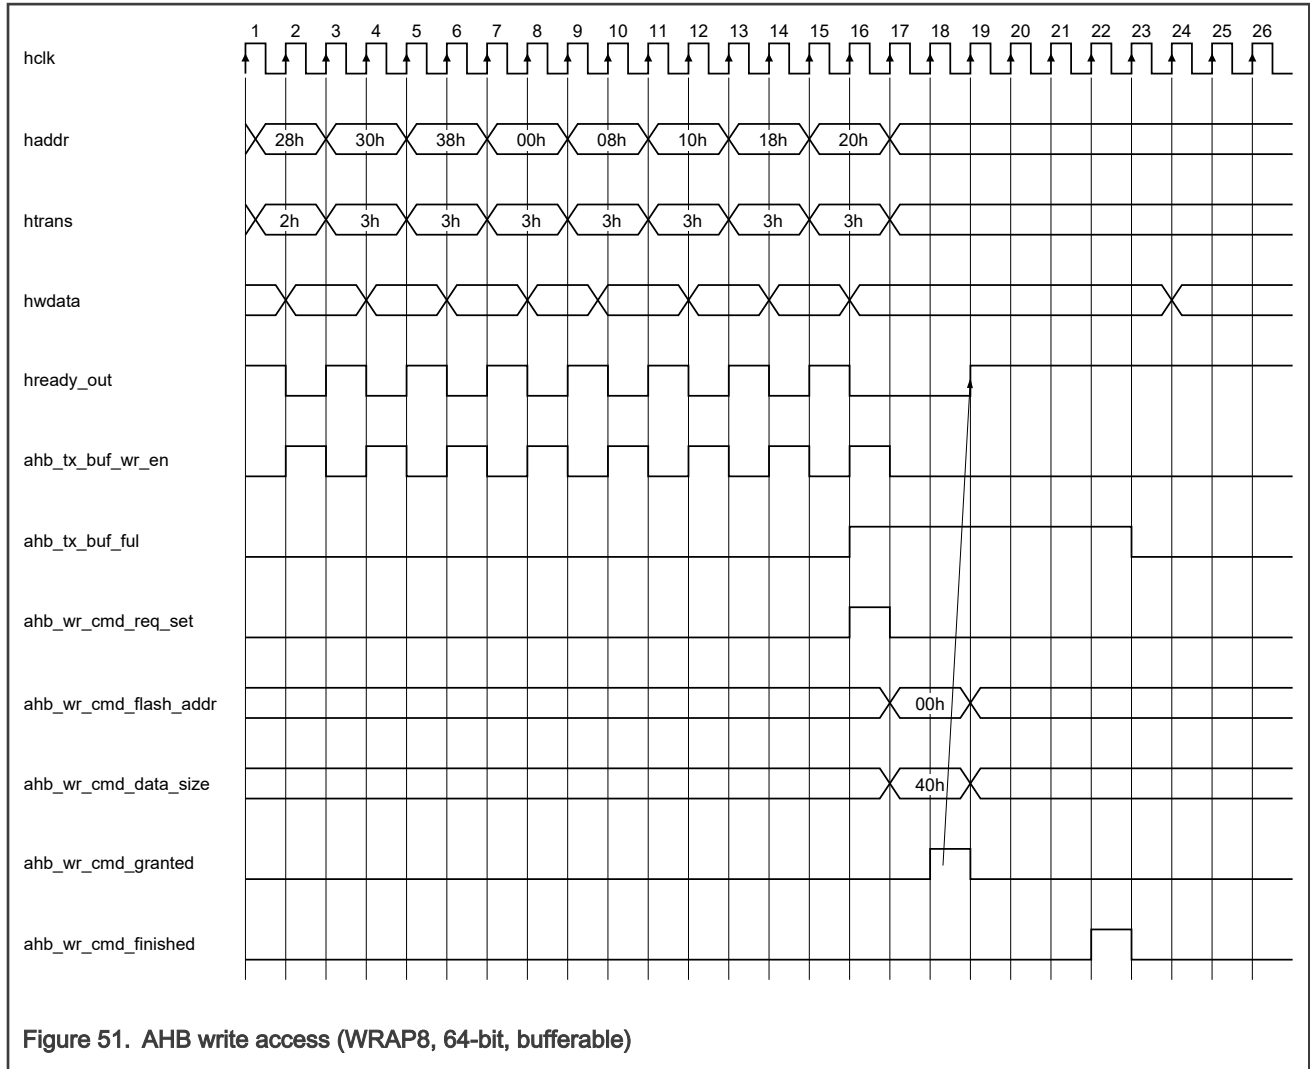 1 2 3 4 5 6 7 8 9 10 11 12 13 14 15 16 17 18 19 20 21 22 23 24 25 26
hclk
haddr 28h 30h 38h 00h 08h 10h 18h 20h
htrans 2h 3h 3h 3h 3h 3h 3h 3h
hwdata
hready_out
ahb_tx_buf_wr_en
ahb_tx_buf_ful
ahb_wr_cmd_req_set
ahb_wr_cmd_flash_addr 00h
ahb_wr_cmd_data_size 40h
ahb_wr_cmd_granted
ahb_wr_cmd_finished
Figure 51. AHB write access (WRAP8, 64-bit, bufferable)